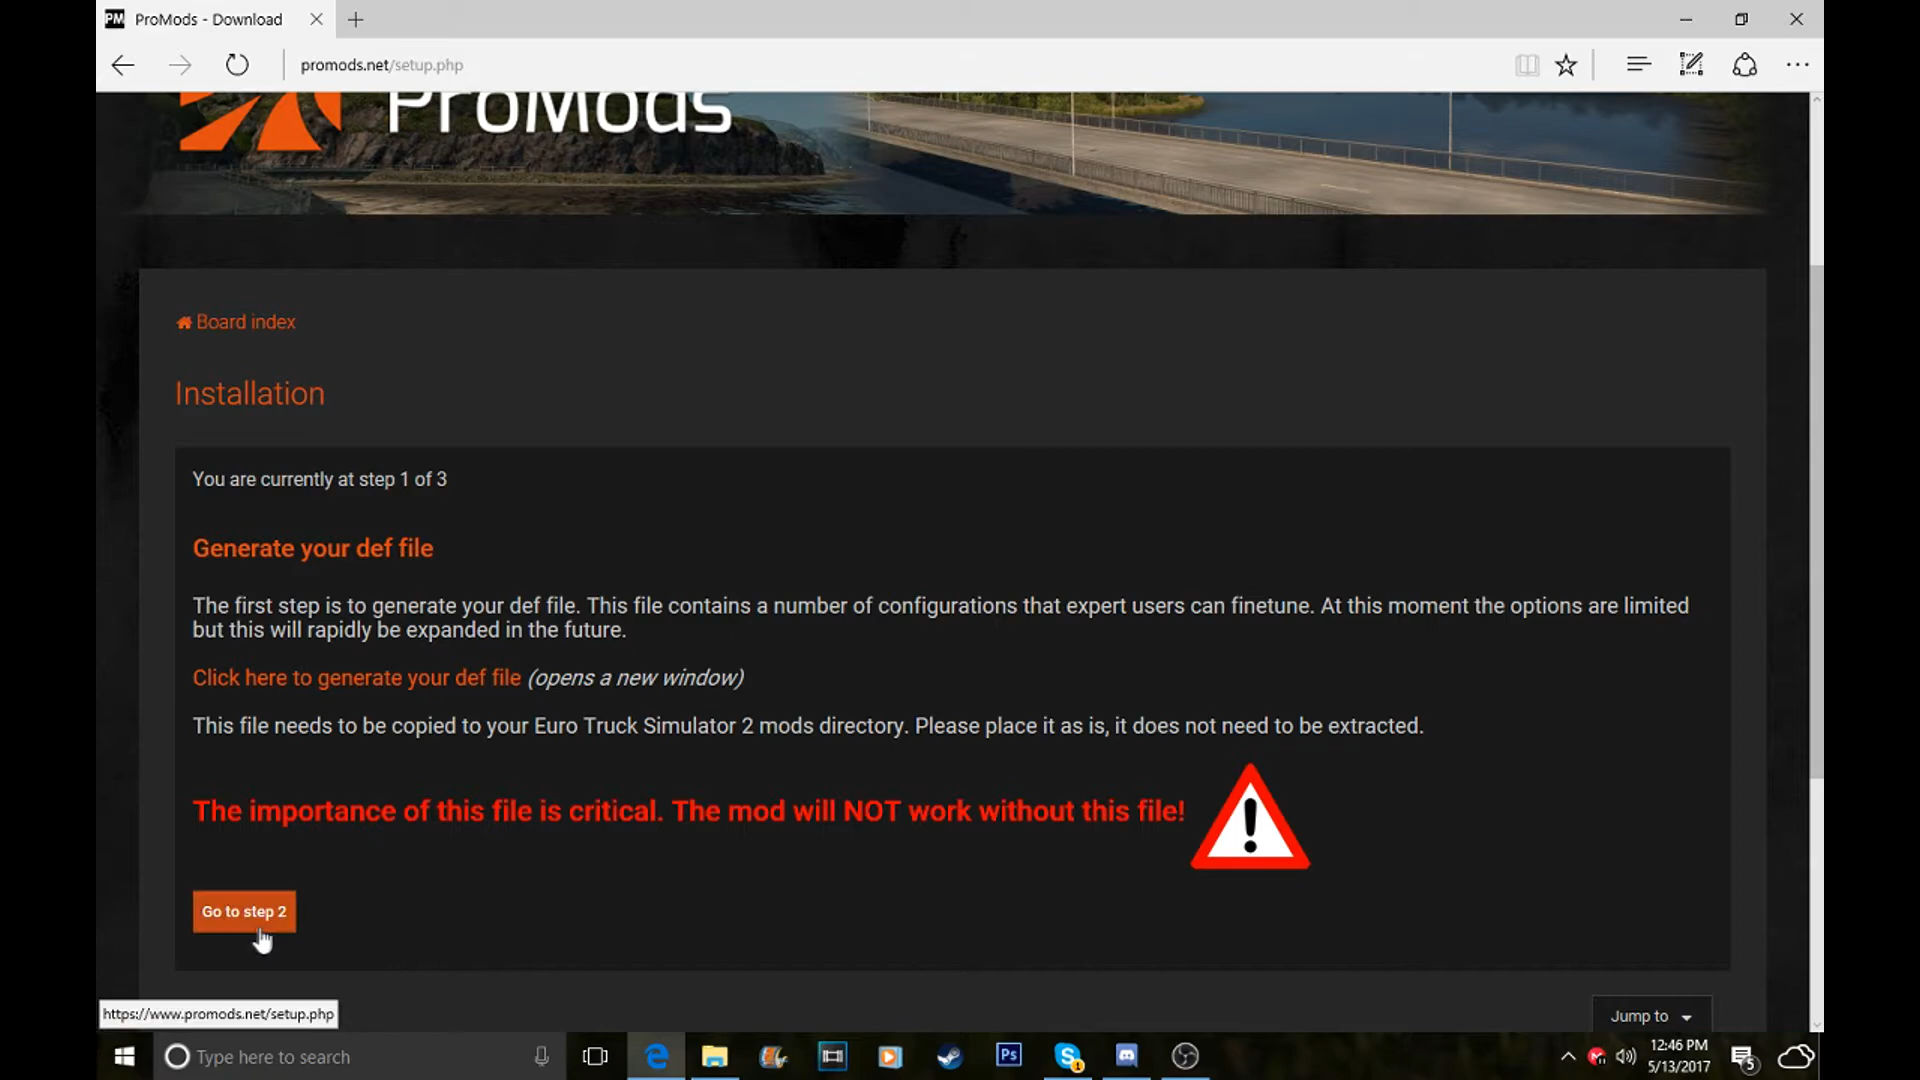 PM ProMods - Download
promods.net/setup.php
ProMods
Board index
Installation
You are currently at step 1 of 3
Generate your def file
The first step is to generate your def file. This file contains a number of configurations that expert users can finetune. At this moment the options are limited
but this will rapidly be expanded in the future.
Click here to generate your def file (opens a new window)
This file needs to be copied to your Euro Truck Simulator 2 mods directory. Please place it as is, it does not need to be extracted.
The importance of this file is critical. The mod will NOT work without this file!
Go to step 2
https://www.promods.net/setup.php
Jump to
Type here to search
Ps
1
12:46 PM
5/13/2017
5